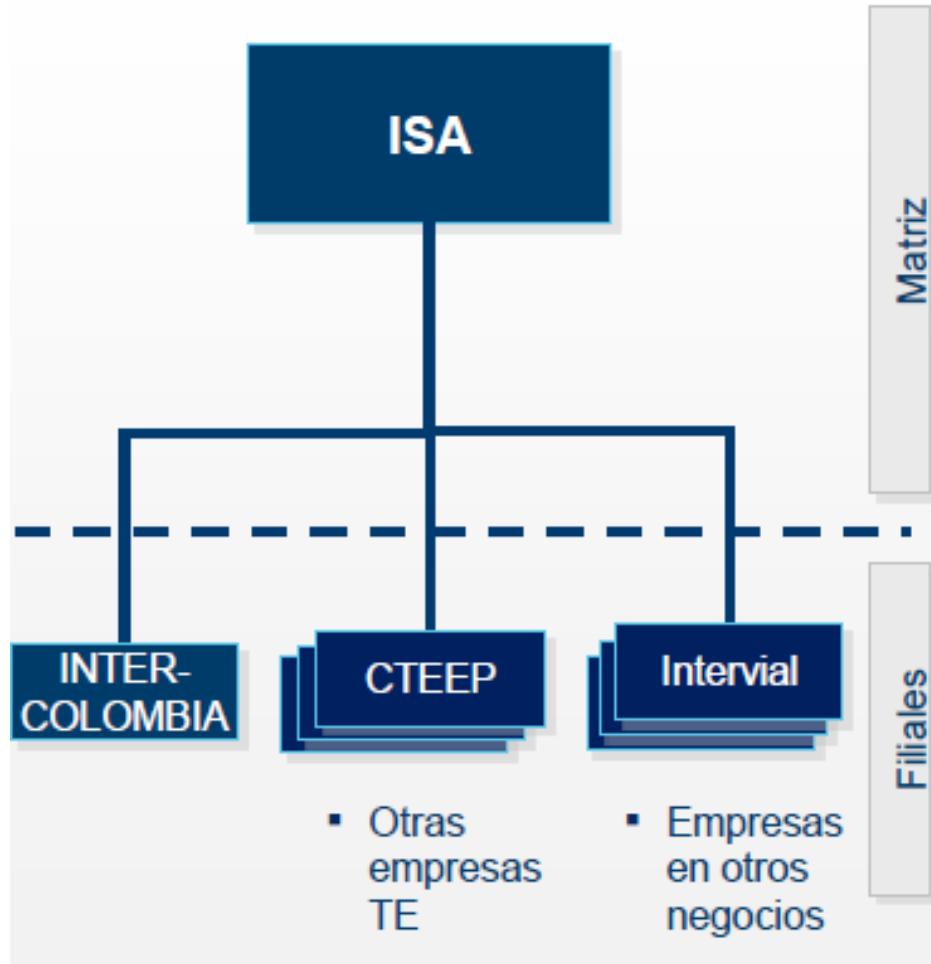 ISA
Matriz
INTER-
COLOMBIA
CTEEP
Intervial
Filiales
▪ Otras
empresas
TE
▪ Empresas
en otros
negocios